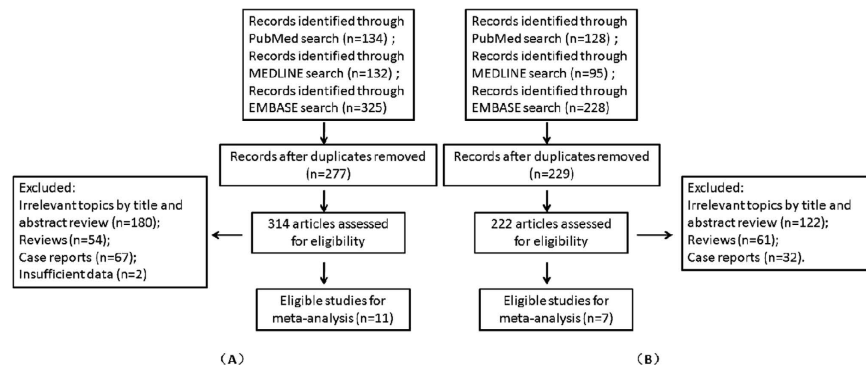 Records identified through
PubMed search (n=134) ;
Records identified through
MEDLINE search (n=132) ;
Records identified through
EMBASE search (n=325)
Records after duplicates removed
(n=277)
Excluded:
Irrelevant topics by title and
abstract review (n=180);
Reviews (n=54);
Case reports (n=67);
Insufficient data (n=2)
314 articles assessed
for eligibility
Eligible studies for
meta-analysis (n=11)
(A)
Records identified through
PubMed search (n=128) ;
Records identified through
MEDLINE search (n=95) ;
Records identified through
EMBASE search (n=228)
Records after duplicates removed
(n=229)
222 articles assessed
for eligibility
Excluded:
Irrelevant topics by title and
abstract review (n=122);
Reviews (n=61);
Case reports (n=32).
Eligible studies for
meta-analysis (n=7)
(B)